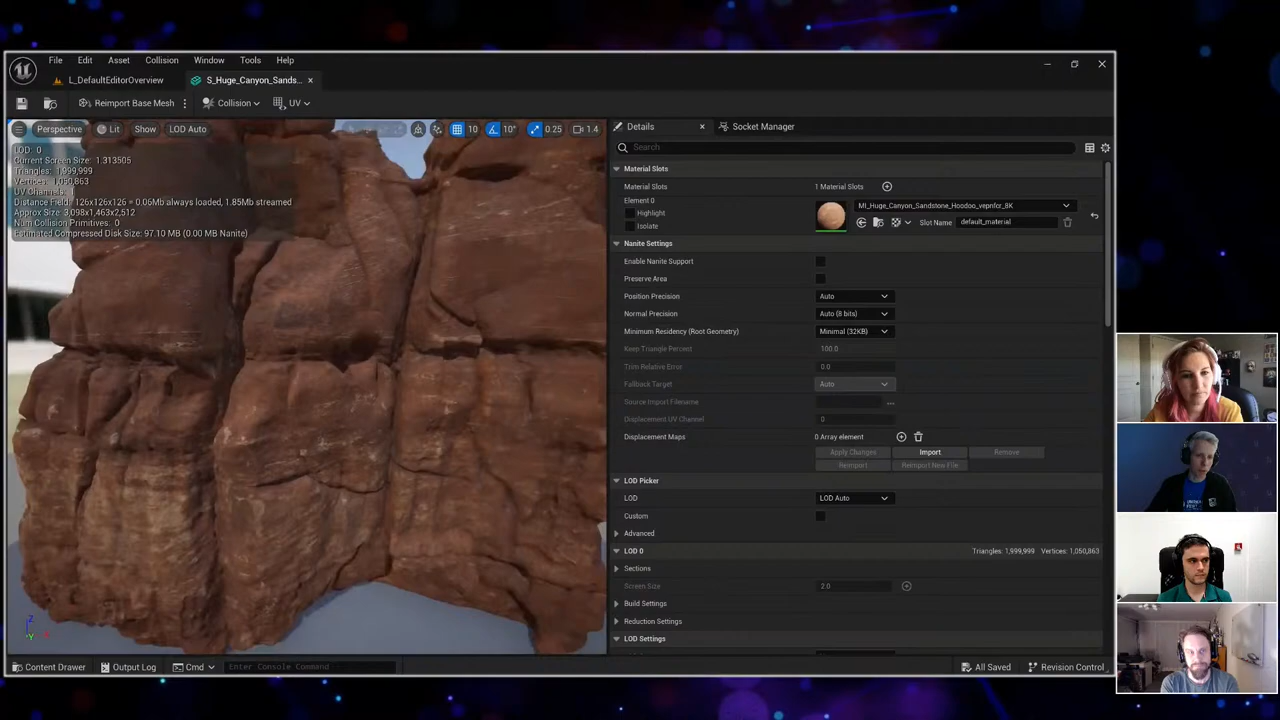 File Edit Asset Collision Window Tools Help
L_DefaultEditorOverview S_Huge_Canyon_Sands...
Reimport Base Mesh Collision UV
Perspective Lit Show LOD Auto 10 10° 0.25 1.4
LOD: 0
Current Screen Size: 1.313505
Triangles: 1,999,999
Vertices: 1,050,863
UV Channels: 1
Distance Field: 126x126x126 = 0.06Mb always loaded, 1.85Mb streamed
Approx Size: 3,098x1,463x2,512
Num Collision Primitives: 0
Estimated Compressed Disk Size: 97.10 MB (0.00 MB Nanite)
Details Socket Manager
Search
Material Slots
Material Slots 1 Material Slots
Element 0
Highlight
Isolate
MI_Huge_Canyon_Sandstone_Hoodoo_vepnfcr_8K
Slot Name default_material
Nanite Settings
Enable Nanite Support
Preserve Area
Position Precision Auto
Normal Precision Auto (8 bits)
Minimum Residency (Root Geometry) Minimal (32KB)
Keep Triangle Percent 100.0
Trim Relative Error 0.0
Fallback Target Auto
Source Import Filename
Displacement UV Channel 0
Displacement Maps 0 Array element
Apply Changes Import Remove
Reimport Reimport New File
LOD Picker
LOD LOD Auto
Custom
Advanced
LOD 0 Triangles: 1,999,999 Vertices: 1,050,863
Sections
Screen Size 2.0
Build Settings
Reduction Settings
LOD Settings
Content Drawer Output Log Cmd Enter Console Command All Saved Revision Control